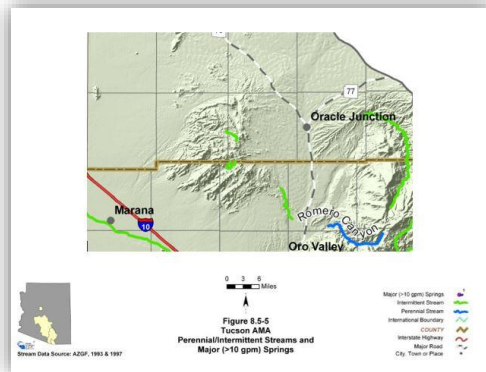 77
Oracle Junction
Marana
10
Romero Canyon
Oro Valley
0 3 6
Miles
Figure 8.5-5
Tucson AMA
Perennial/Intermittent Streams and
Major (>10 gpm) Springs
Major (>10 gpm) Springs
Intermittent Stream
Perennial Stream
International Boundary
COUNTY
Interstate Highway
Major Road
City, Town or Place
Stream Data Source: AZGF, 1993 & 1997